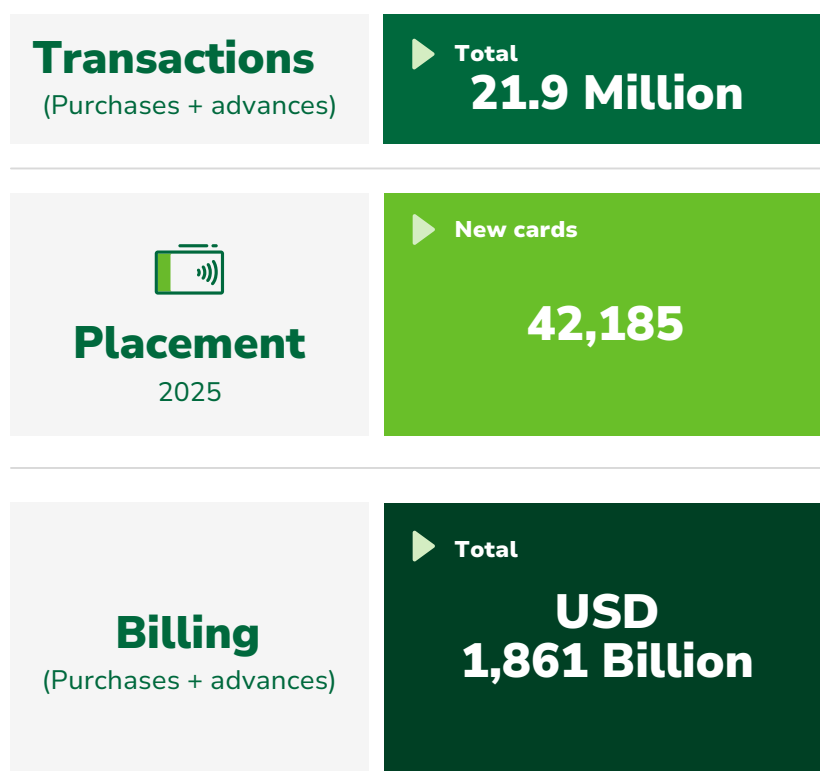 Transactions
(Purchases + advances)
Total
21.9 Million
Placement
2025
New cards
42,185
Billing
(Purchases + advances)
Total
USD
1,861 Billion